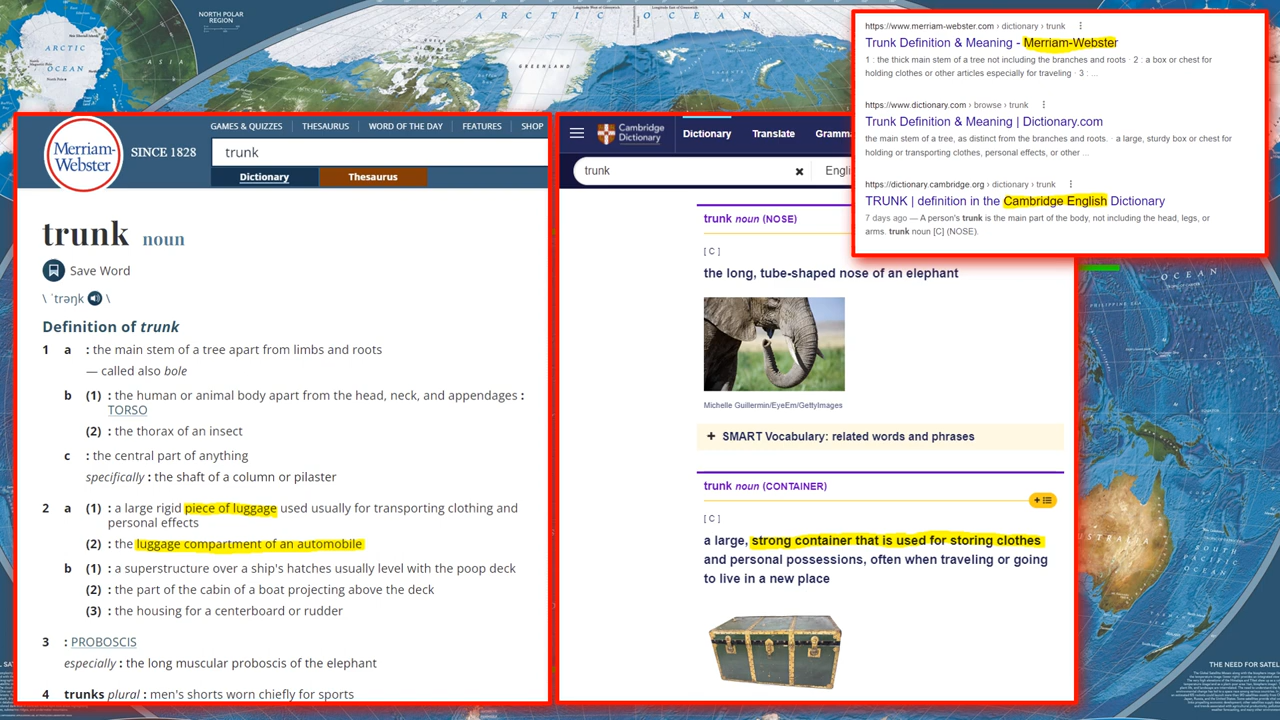 NORTH POLAR
REGION
ARCTIC OCEAN
ARCTIC
OCEAN
ASIA
GREENLAND
https://www.merriam-webster.com › dictionary › trunk
Trunk Definition & Meaning - Merriam-Webster
1 : the thick main stem of a tree not including the branches and roots · 2 : a box or chest for
holding clothes or other articles especially for traveling · 3 : ...
https://www.dictionary.com › browse › trunk
Trunk Definition & Meaning | Dictionary.com
the main stem of a tree, as distinct from the branches and roots. · a large, sturdy box or chest for
holding or transporting clothes, personal effects, or other ...
https://dictionary.cambridge.org › dictionary › trunk
TRUNK | definition in the Cambridge English Dictionary
7 days ago — A person's trunk is the main part of the body, not including the head, legs, or
arms. trunk noun [C] (NOSE).
Merriam-
Webster
SINCE 1828
GAMES & QUIZZES THESAURUS WORD OF THE DAY FEATURES SHOP
trunk
Dictionary Thesaurus
trunk noun
Save Word
\ ˈtrəŋk \
Definition of trunk
1 a : the main stem of a tree apart from limbs and roots
— called also bole
b (1) : the human or animal body apart from the head, neck, and appendages :
TORSO
(2) : the thorax of an insect
c : the central part of anything
specifically : the shaft of a column or pilaster
2 a (1) : a large rigid piece of luggage used usually for transporting clothing and
personal effects
(2) : the luggage compartment of an automobile
b (1) : a superstructure over a ship's hatches usually level with the poop deck
(2) : the part of the cabin of a boat projecting above the deck
(3) : the housing for a centerboard or rudder
3 : PROBOSCIS
especially : the long muscular proboscis of the elephant
4 trunks plural : men's shorts worn chiefly for sports
Cambridge
Dictionary
Dictionary Translate Gramma
trunk Engli
trunk noun (NOSE)
[ C ]
the long, tube-shaped nose of an elephant
Michelle Guillermin/EyeEm/GettyImages
+ SMART Vocabulary: related words and phrases
trunk noun (CONTAINER)
[ C ]
a large, strong container that is used for storing clothes
and personal possessions, often when traveling or going
to live in a new place
OCEAN
PHILIPPINE SEA
STRALIA
SOUTH
PACIFIC
OCEAN
THE NEED FOR SATEL